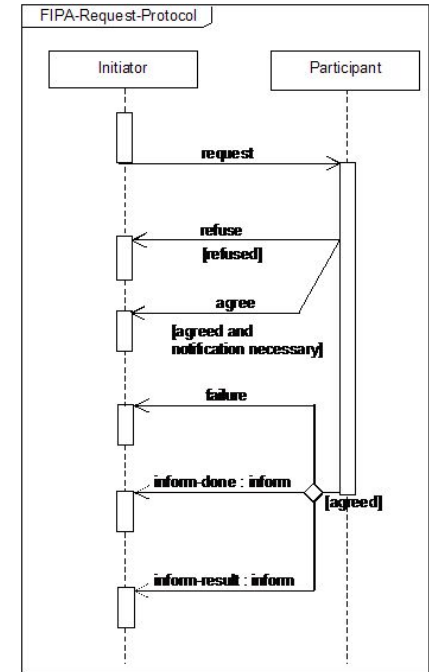 FIPA-Request-Protocol
Initiator
Participant
request
refuse
[refused]
agree
[agreed and
notification necessary]
failure
inform-done : inform
[agreed]
inform-result : inform